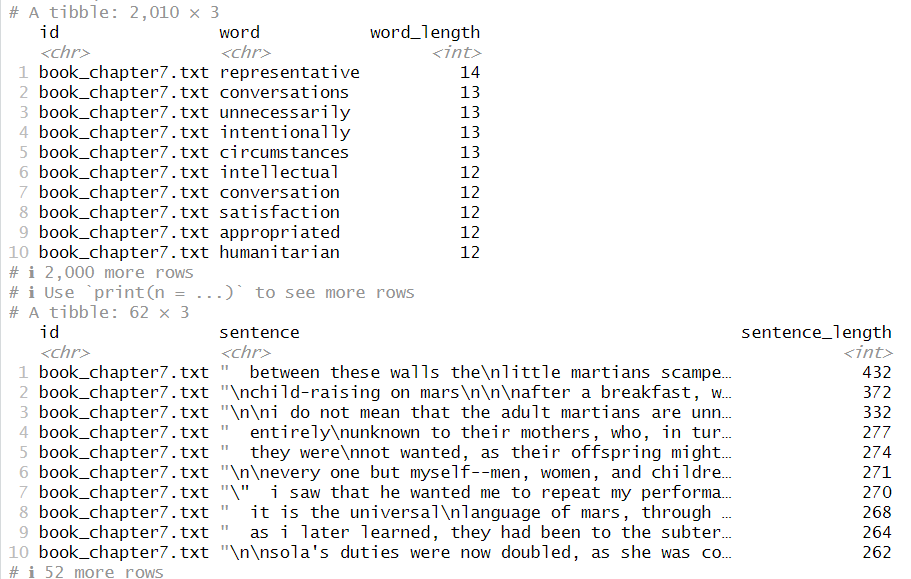 # A tibble: 2,010 × 3
id word word_length
<chr> <chr> <int>
1 book_chapter7.txt representative 14
2 book_chapter7.txt conversations 13
3 book_chapter7.txt unnecessarily 13
4 book_chapter7.txt intentionally 13
5 book_chapter7.txt circumstances 13
6 book_chapter7.txt intellectual 12
7 book_chapter7.txt conversation 12
8 book_chapter7.txt satisfaction 12
9 book_chapter7.txt appropriated 12
10 book_chapter7.txt humanitarian 12
# ℹ 2,000 more rows
# ℹ Use `print(n = ...)` to see more rows
# A tibble: 62 × 3
id sentence sentence_length
<chr> <chr> <int>
1 book_chapter7.txt "  between these walls the\nlittle martians scampe… 432
2 book_chapter7.txt "\nchild-raising on mars\n\n\nafter a breakfast, w… 372
3 book_chapter7.txt "\n\ni do not mean that the adult martians are unn… 332
4 book_chapter7.txt "  entirely\nunknown to their mothers, who, in tur… 277
5 book_chapter7.txt "  they were\nnot wanted, as their offspring might… 274
6 book_chapter7.txt "\n\nevery one but myself--men, women, and childre… 271
7 book_chapter7.txt "\"  i saw that he wanted me to repeat my performa… 270
8 book_chapter7.txt "  it is the universal\nlanguage of mars, through … 268
9 book_chapter7.txt "  as i later learned, they had been to the subter… 264
10 book_chapter7.txt "\n\nsola's duties were now doubled, as she was co… 262
# ℹ 52 more rows